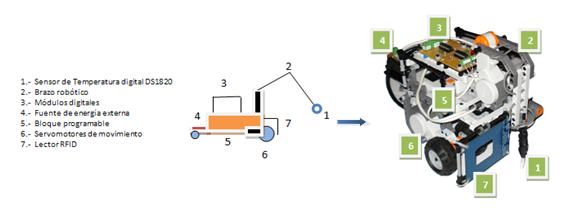 1.- Sensor de Temperatura digital DS1820
2.- Brazo robótico
3.- Módulos digitales
4.- Fuente de energía externa
5.- Bloque programable
6.- Servomotores de movimiento
7.- Lector RFID
2
3
1
4
7
5
6
3
4
2
5
6
1
7